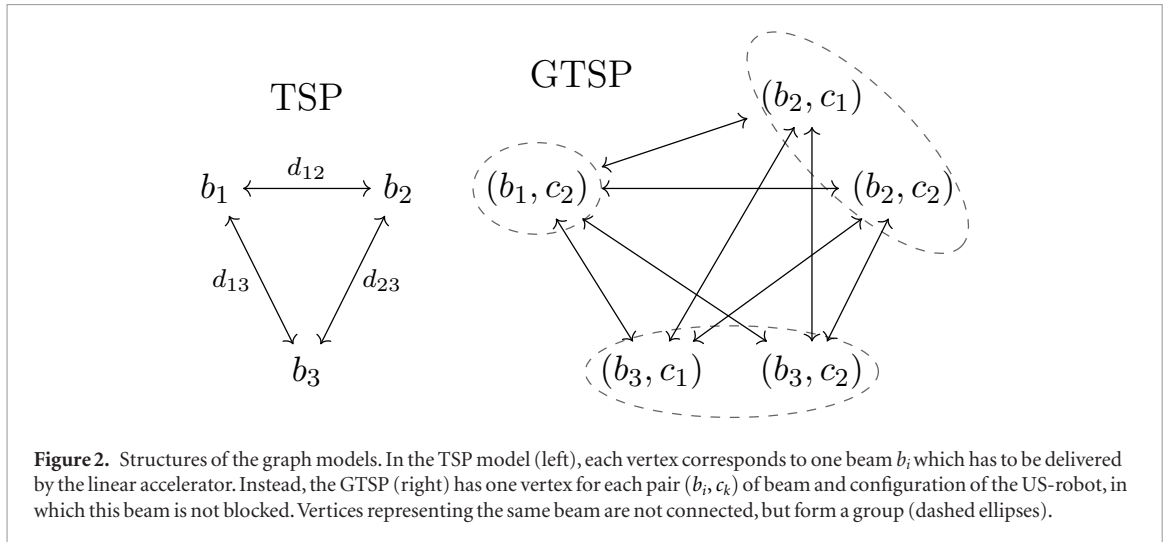 TSP
b1
d12
b2
d13
d23
b3
GTSP
(b2, c1)
(b1, c2)
(b2, c2)
(b3, c1)
(b3, c2)
Figure 2. Structures of the graph models. In the TSP model (left), each vertex corresponds to one beam bi which has to be delivered
by the linear accelerator. Instead, the GTSP (right) has one vertex for each pair (bi, ck) of beam and configuration of the US-robot, in
which this beam is not blocked. Vertices representing the same beam are not connected, but form a group (dashed ellipses).